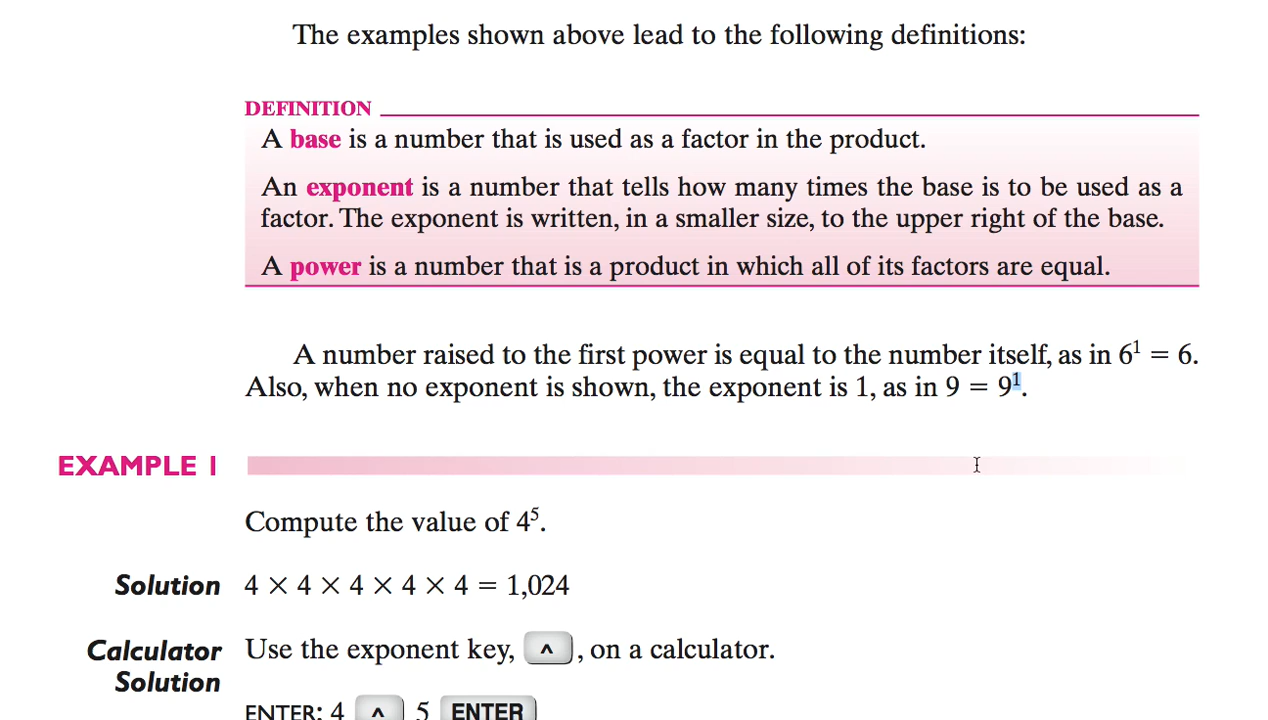 The examples shown above lead to the following definitions:
DEFINITION
A base is a number that is used as a factor in the product.
An exponent is a number that tells how many times the base is to be used as a
factor. The exponent is written, in a smaller size, to the upper right of the base.
A power is a number that is a product in which all of its factors are equal.
A number raised to the first power is equal to the number itself, as in 6¹ = 6.
Also, when no exponent is shown, the exponent is 1, as in 9 = 9¹.
EXAMPLE 1
Compute the value of 4⁵.
Solution 4 × 4 × 4 × 4 × 4 = 1,024
Calculator Use the exponent key, ^ , on a calculator.
Solution
ENTER: 4 ^ 5 ENTER